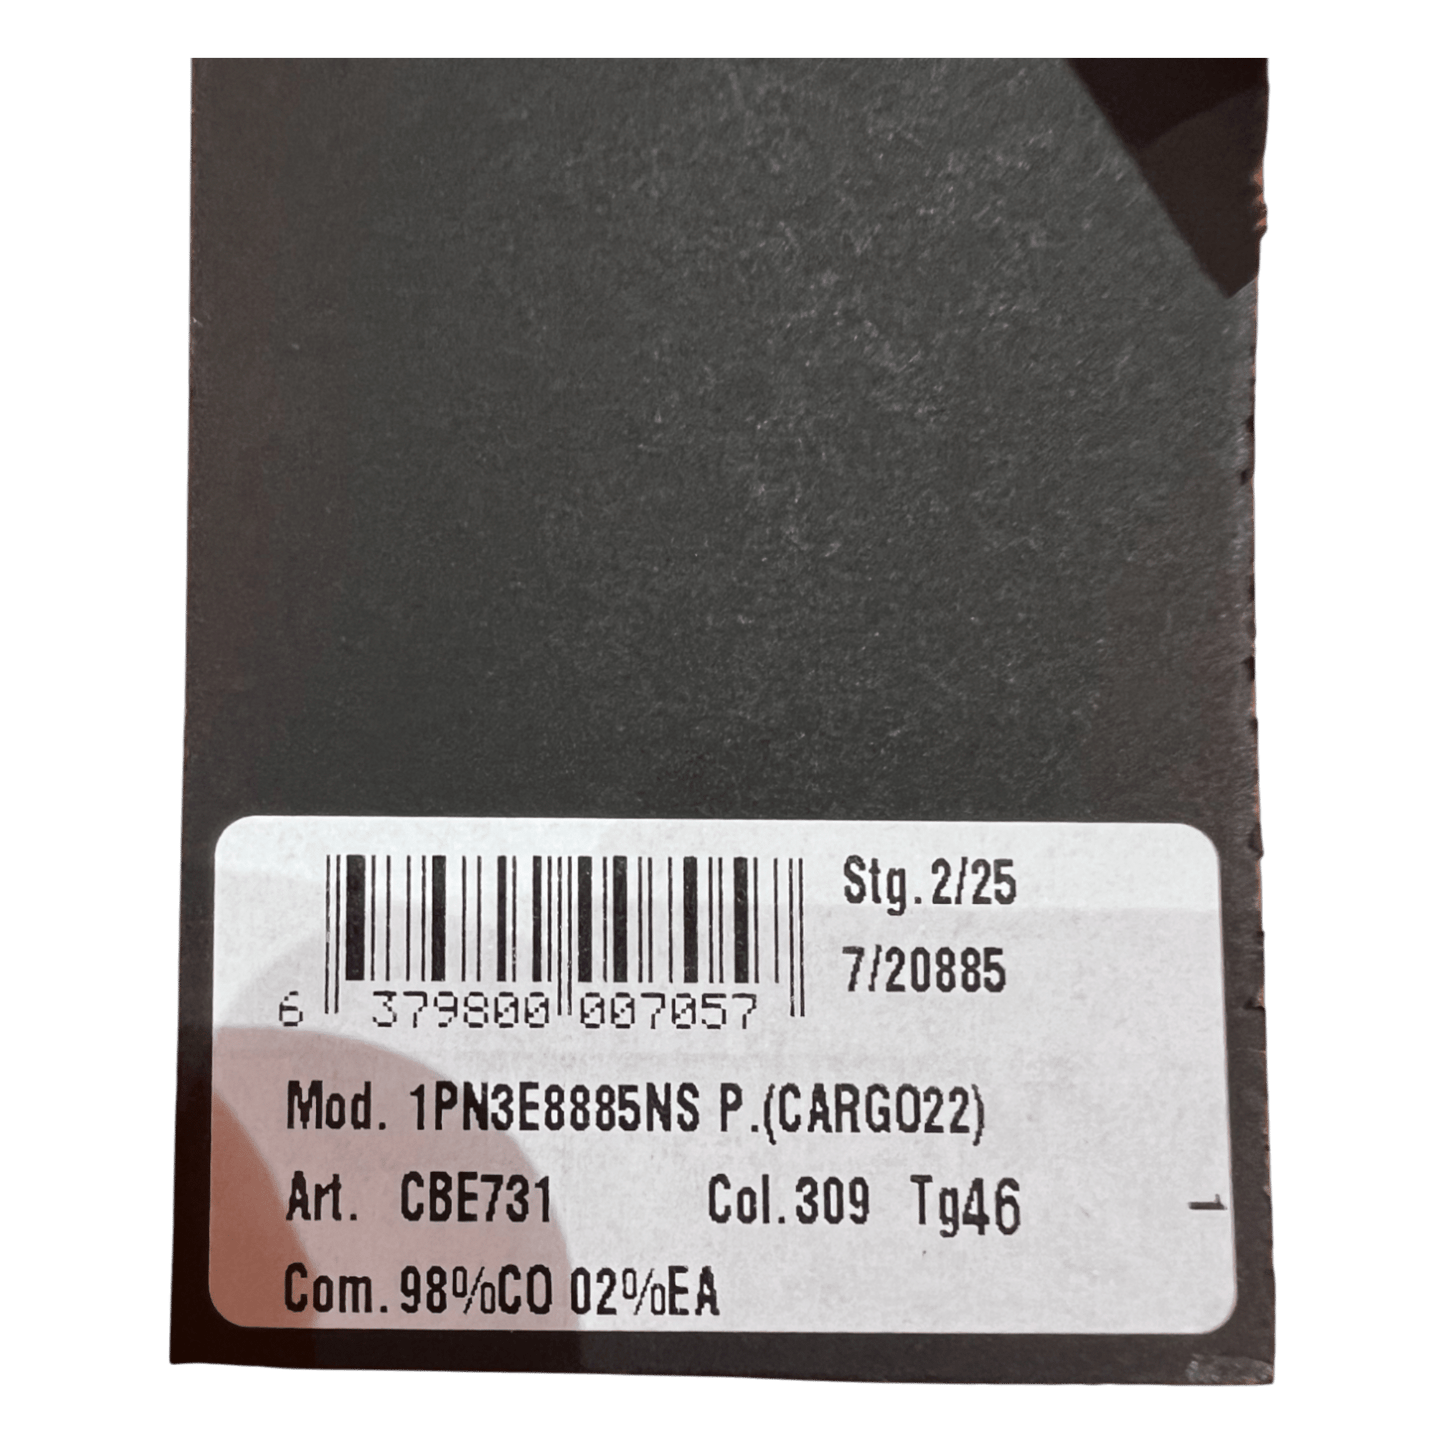 Stg. 2/25
7/20885
6 379800 007057
Mod. 1PN3E8885NS P.(CARGO22)
Art. CBE731 Col.309 Tg46
Com.98%CO 02%EA
1